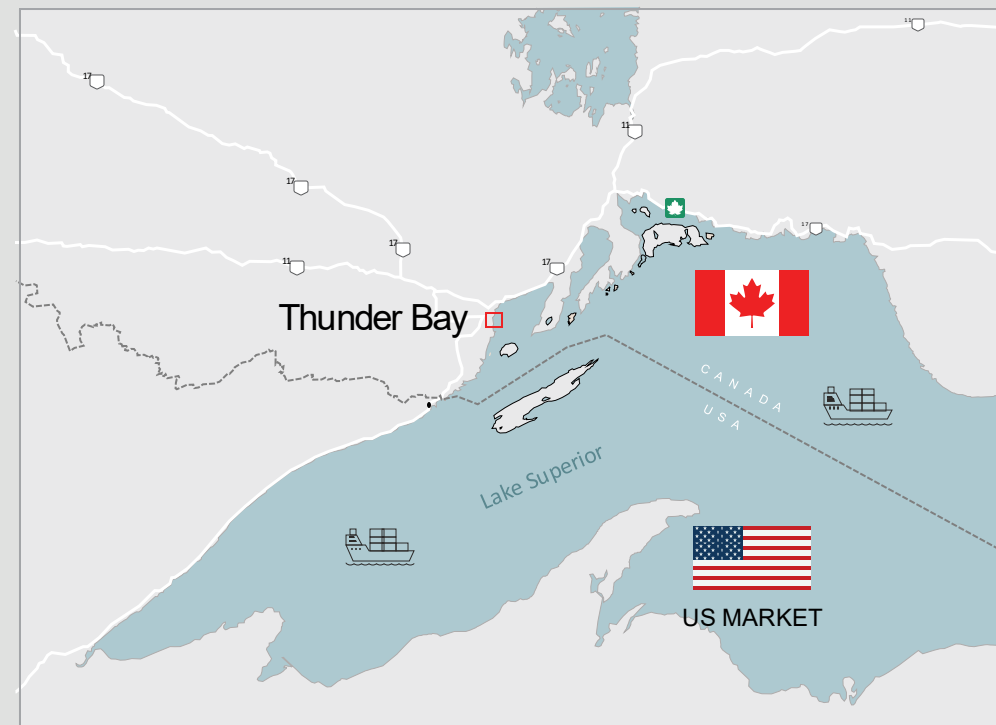 11
17
11
17
17
17
11
17
Thunder Bay
CANADA
USA
Lake Superior
US MARKET